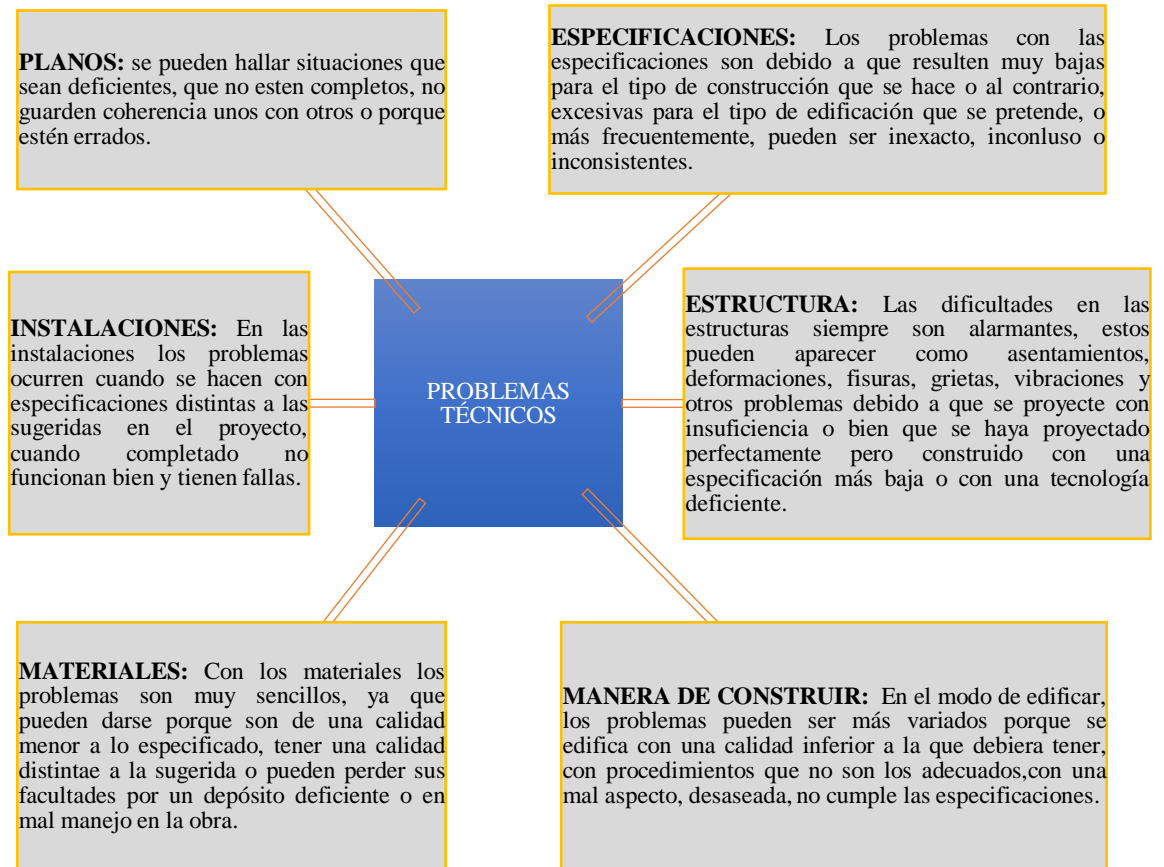 PLANOS: se pueden hallar situaciones que
sean deficientes, que no esten completos, no
guarden coherencia unos con otros o porque
estén errados.
ESPECIFICACIONES: Los problemas con las
especificaciones son debido a que resulten muy bajas
para el tipo de construcción que se hace o al contrario,
excesivas para el tipo de edificación que se pretende, o
más frecuentemente, pueden ser inexacto, inconluso o
inconsistentes.
INSTALACIONES: En las
instalaciones los problemas
ocurren cuando se hacen con
especificaciones distintas a las
sugeridas en el proyecto,
cuando completado no
funcionan bien y tienen fallas.
PROBLEMAS
TÉCNICOS
ESTRUCTURA: Las dificultades en las
estructuras siempre son alarmantes, estos
pueden aparecer como asentamientos,
deformaciones, fisuras, grietas, vibraciones y
otros problemas debido a que se proyecte con
insuficiencia o bien que se haya proyectado
perfectamente pero construido con una
especificación más baja o con una tecnología
deficiente.
MATERIALES: Con los materiales los
problemas son muy sencillos, ya que
pueden darse porque son de una calidad
menor a lo especificado, tener una calidad
distintae a la sugerida o pueden perder sus
facultades por un depósito deficiente o en
mal manejo en la obra.
MANERA DE CONSTRUIR: En el modo de edificar,
los problemas pueden ser más variados porque se
edifica con una calidad inferior a la que debiera tener,
con procedimientos que no son los adecuados,con una
mal aspecto, desaseada, no cumple las especificaciones.